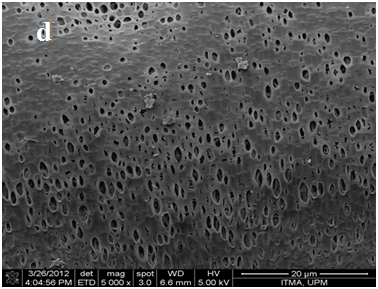 d
3/26/2012 det mag spot WD HV 20 µm
4:04:56 PM ETD 5 000 x 3.0 6.6 mm 5.00 kV ITMA, UPM